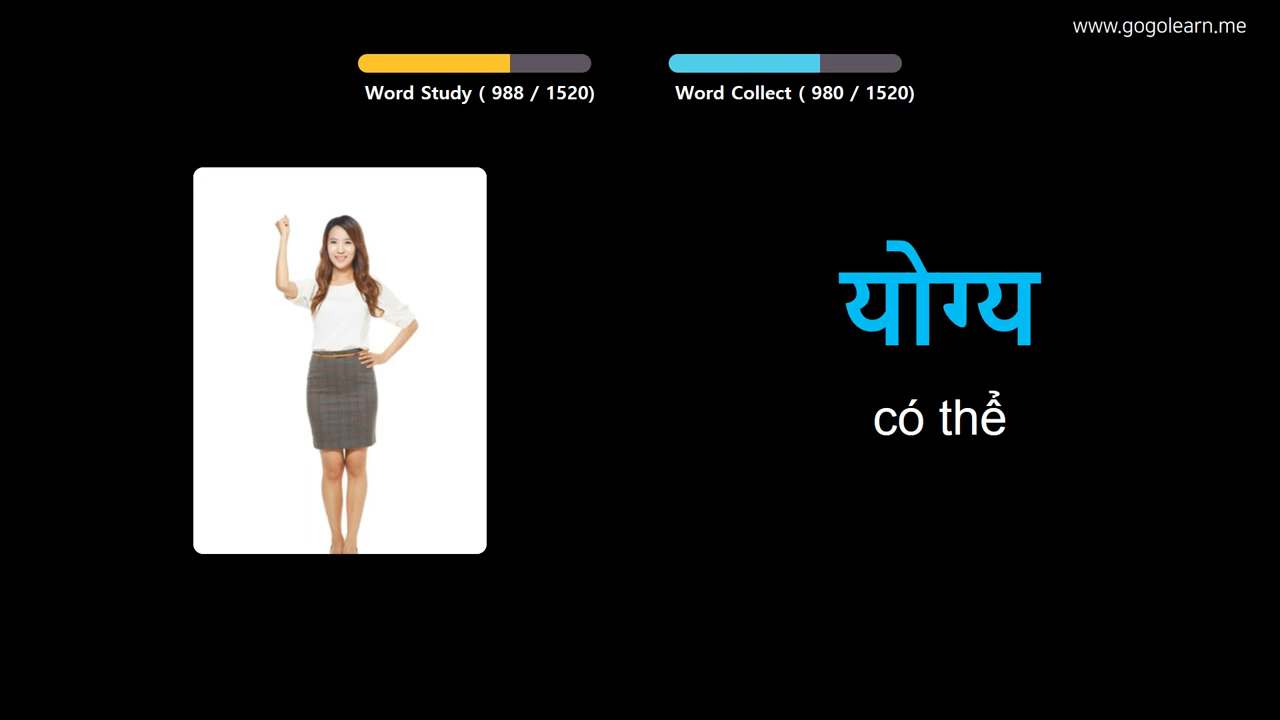 www.gogolearn.me
Word Study ( 988 / 1520)
Word Collect ( 980 / 1520)
योग्य
có thể